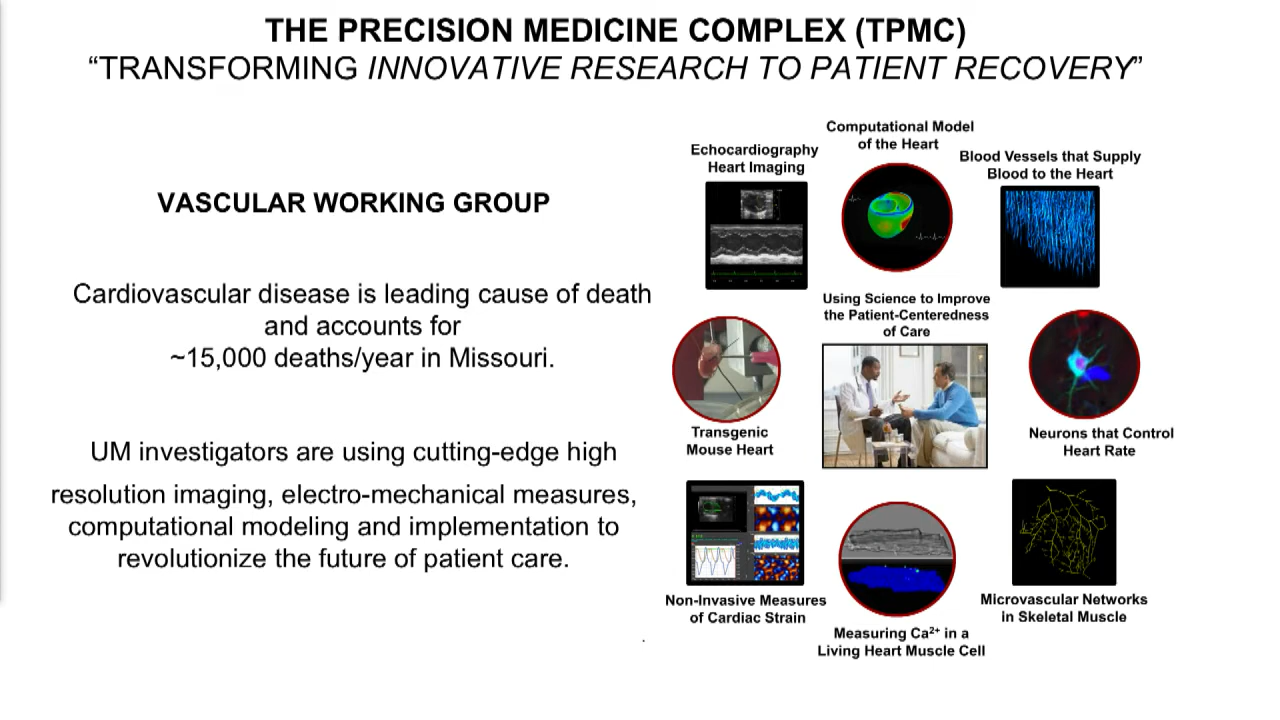 THE PRECISION MEDICINE COMPLEX (TPMC)
“TRANSFORMING INNOVATIVE RESEARCH TO PATIENT RECOVERY”
VASCULAR WORKING GROUP
Cardiovascular disease is leading cause of death
and accounts for
~15,000 deaths/year in Missouri.
UM investigators are using cutting-edge high
resolution imaging, electro-mechanical measures,
computational modeling and implementation to
revolutionize the future of patient care.
Echocardiography
Heart Imaging
Computational Model
of the Heart
Blood Vessels that Supply
Blood to the Heart
Using Science to Improve
the Patient-Centeredness
of Care
Transgenic
Mouse Heart
Neurons that Control
Heart Rate
Non-Invasive Measures
of Cardiac Strain
Measuring Ca²⁺ in a
Living Heart Muscle Cell
Microvascular Networks
in Skeletal Muscle